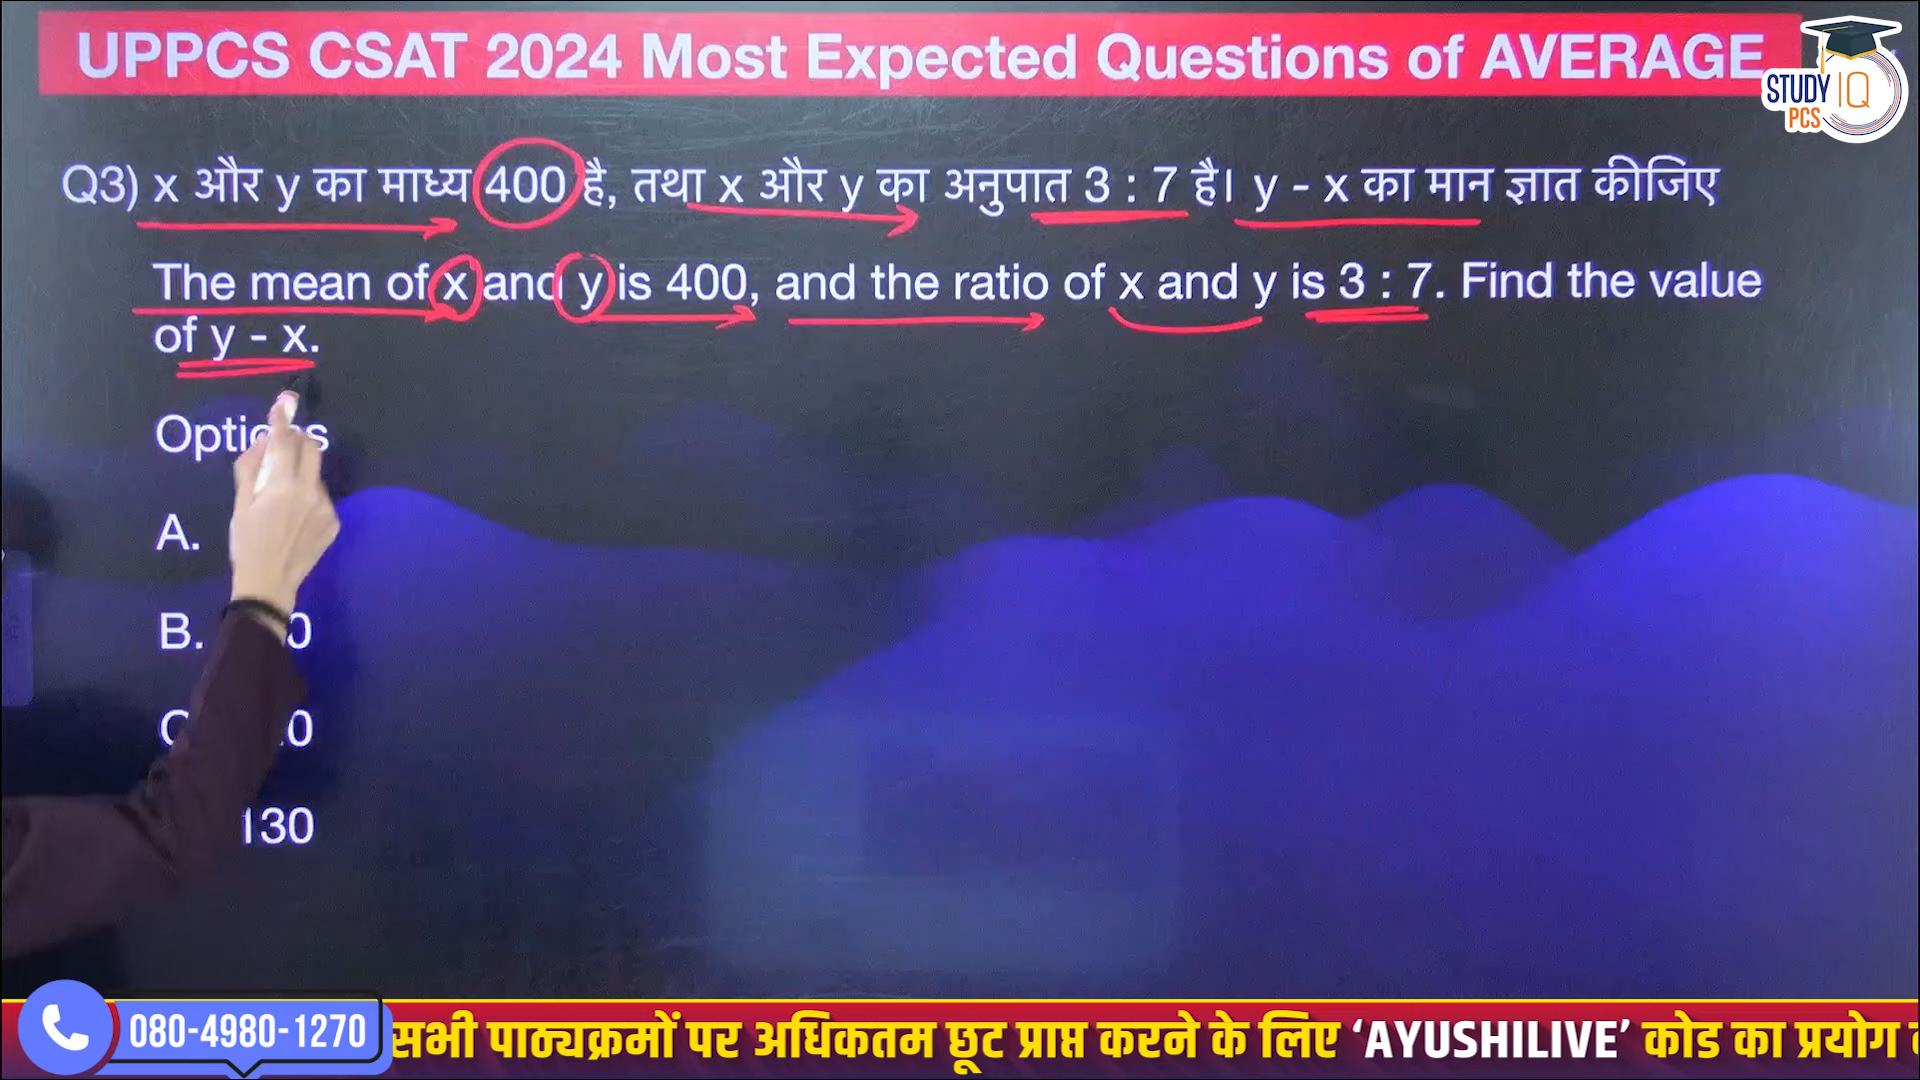 UPPCS CSAT 2024 Most Expected Questions of AVERAGE
STUDY IQ
PCS
Q3) x और y का माध्य 400 है, तथा x और y का अनुपात 3 : 7 है। y - x का मान ज्ञात कीजिए
The mean of x and y is 400, and the ratio of x and y is 3 : 7. Find the value
of y - x.
A.
B.
130
080-4980-1270
सभी पाठ्यक्रमों पर अधिकतम छूट प्राप्त करने के लिए ‘AYUSHILIVE’ कोड का प्रयोग